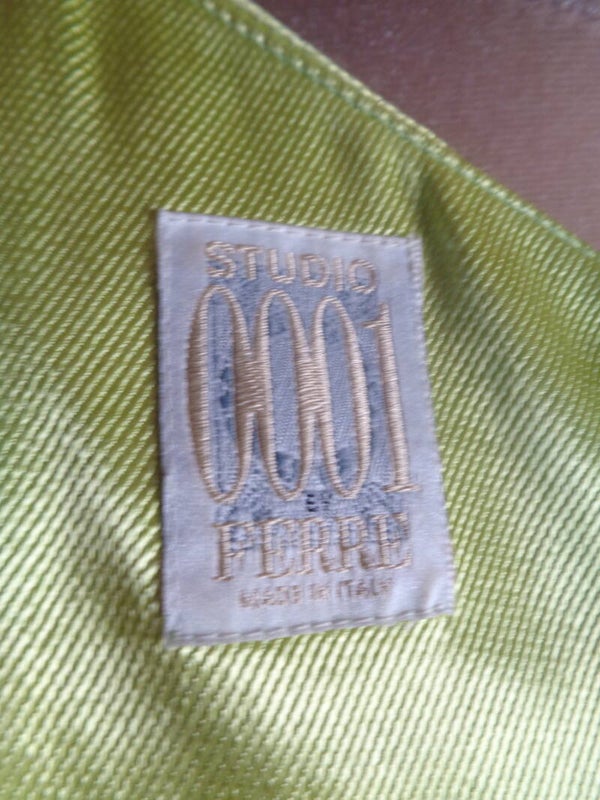 STUDIO
0001
BY
FERRE
MADE IN ITALY